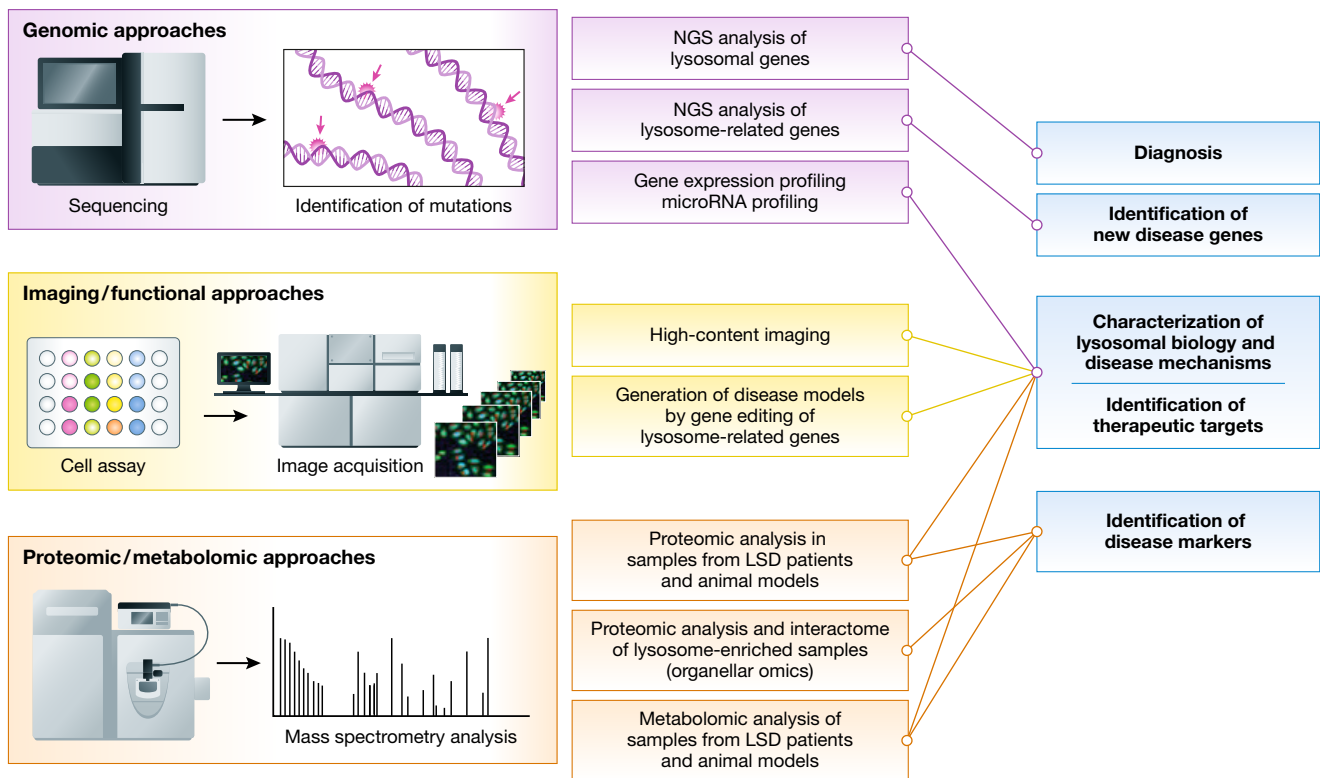 Genomic approaches
Sequencing
Identification of mutations
NGS analysis of
lysosomal genes
NGS analysis of
lysosome-related genes
Gene expression profiling
microRNA profiling
Diagnosis
Identification of
new disease genes
Imaging/functional approaches
Cell assay
Image acquisition
High-content imaging
Generation of disease models
by gene editing of
lysosome-related genes
Characterization of
lysosomal biology and
disease mechanisms
Identification of
therapeutic targets
Proteomic/metabolomic approaches
Mass spectrometry analysis
Proteomic analysis in
samples from LSD patients
and animal models
Proteomic analysis and interactome
of lysosome-enriched samples
(organellar omics)
Metabolomic analysis of
samples from LSD patients
and animal models
Identification of
disease markers